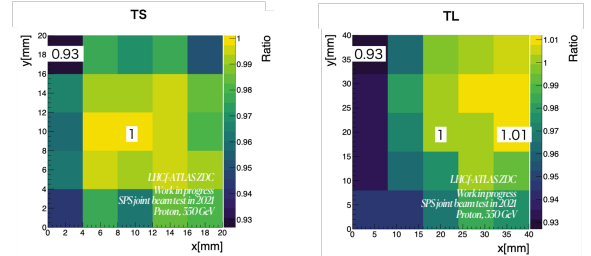 TS
y[mm]
20
18
16
14
12
10
8
6
4
2
0
0 2 4 6 8 10 12 14 16 18 20
x[mm]
0.93
1
LHCf-ATLAS ZDC
Work in progress
SPS joint beam test in 2021
Proton, 350 GeV
Ratio
1
0.99
0.98
0.97
0.96
0.95
0.94
0.93
TL
y[mm]
40
35
30
25
20
15
10
5
0
0 5 10 15 20 25 30 35 40
x[mm]
0.93
1
1.01
LHCf-ATLAS ZDC
Work in progress
SPS joint beam test in 2021
Proton, 350 GeV
Ratio
1.01
1
0.99
0.98
0.97
0.96
0.95
0.94
0.93